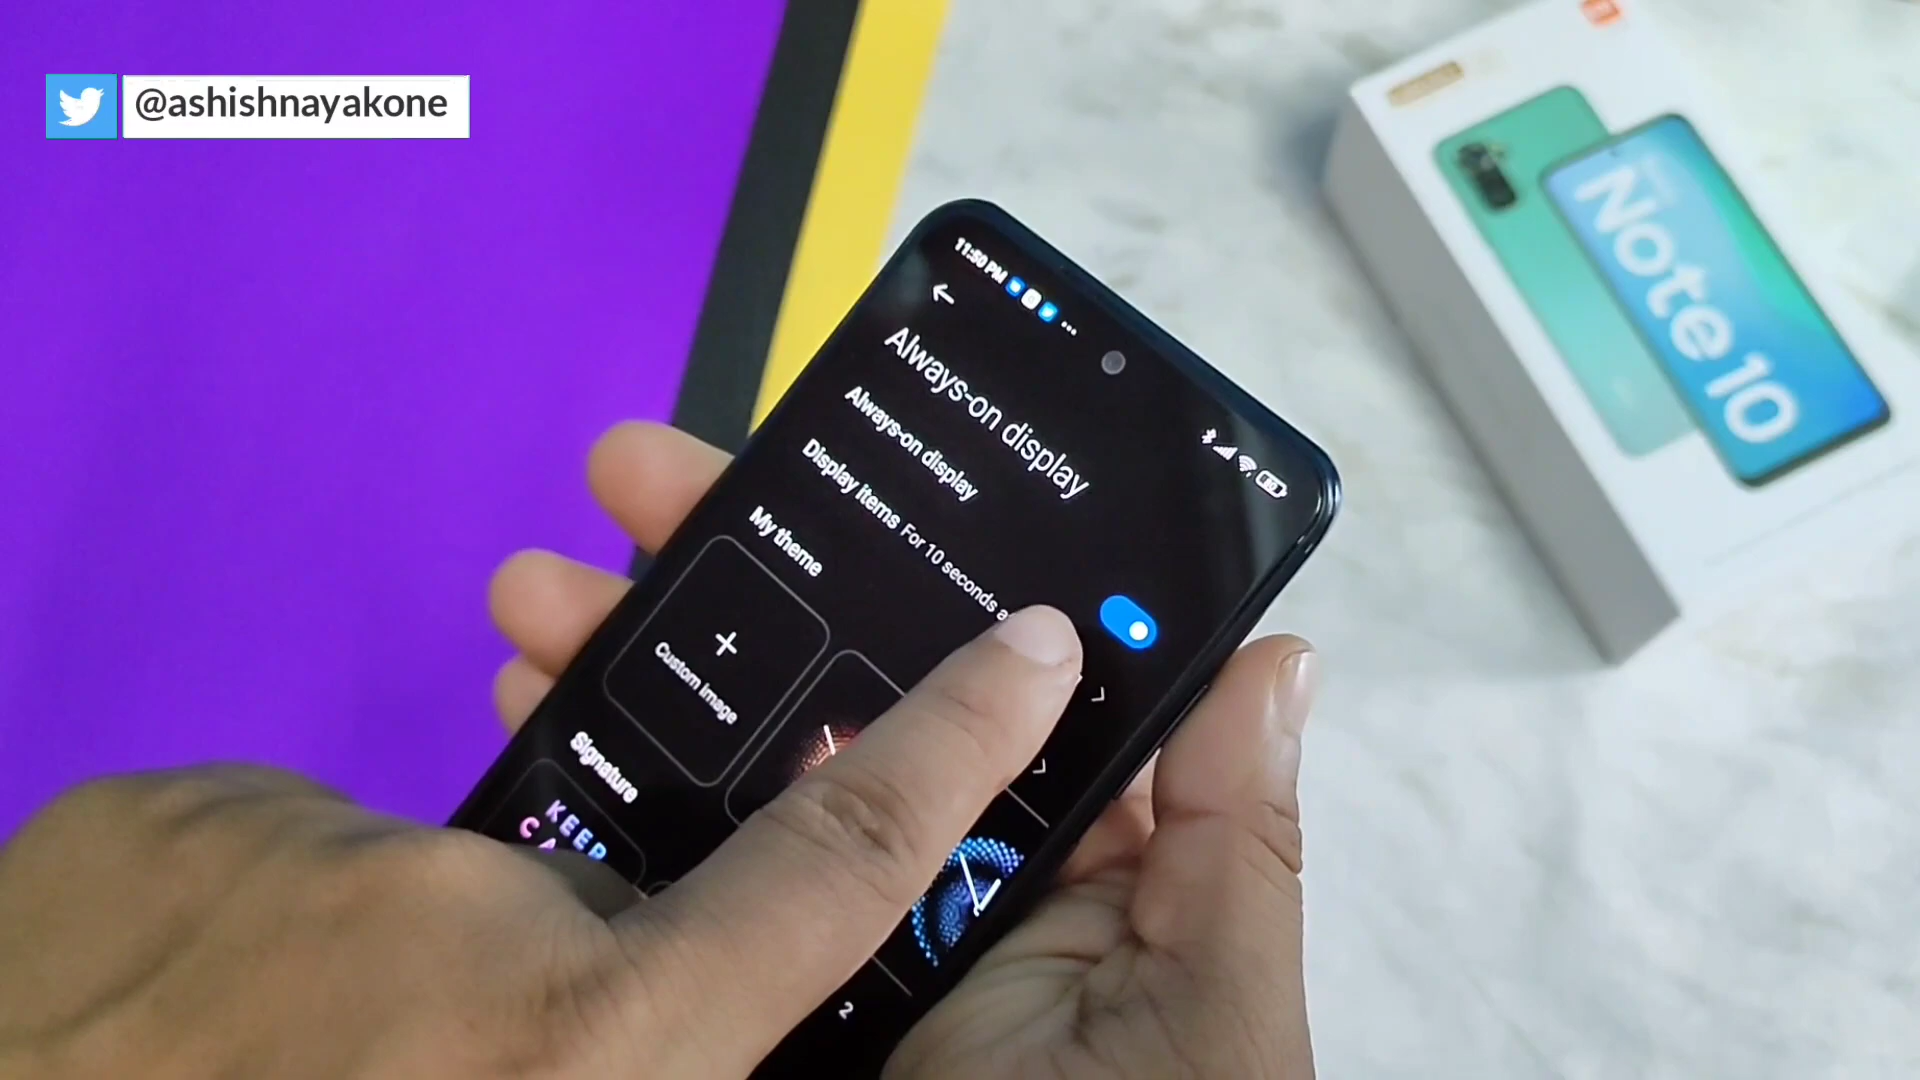 @ashishnayakone
11:50 PM
Always-on display
Always-on display
Display items For 10 seconds
My theme
Custom image
Signature
KEEP
2
Note 10